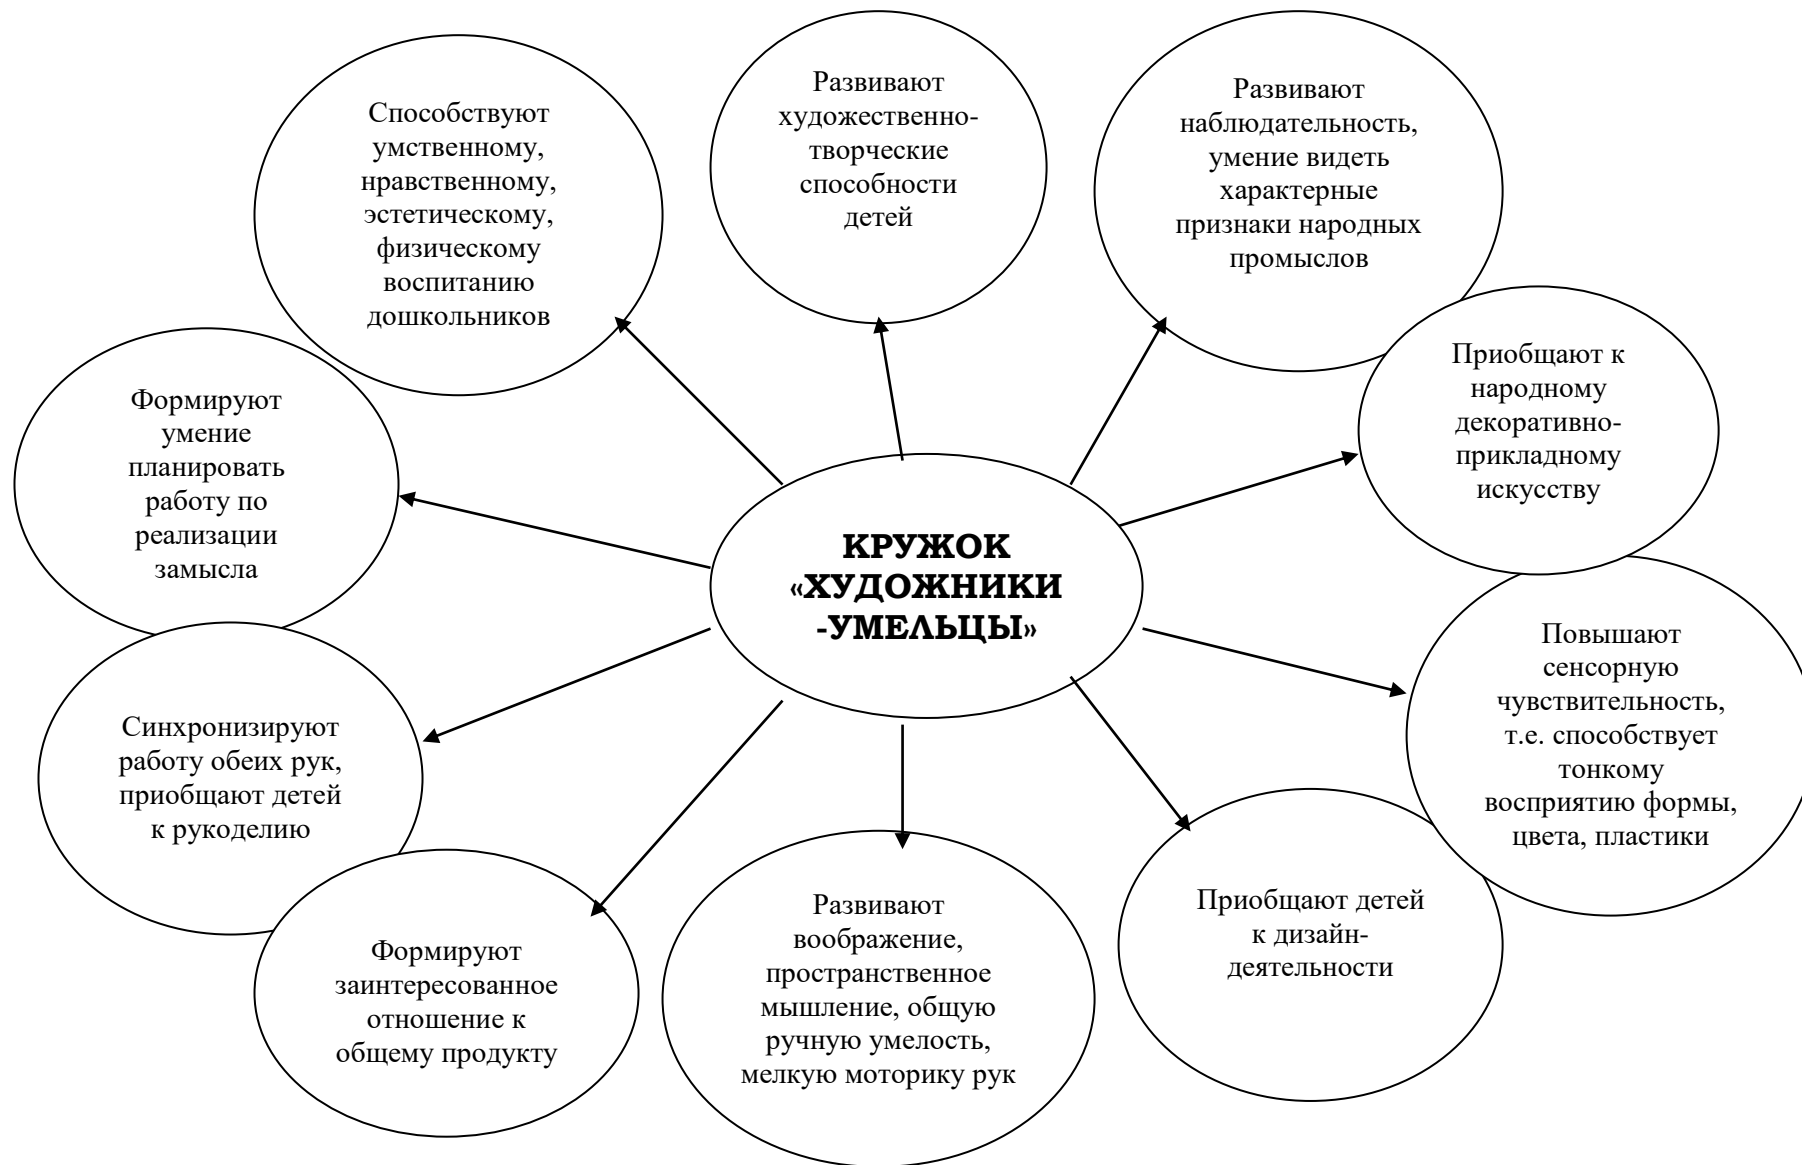 Способствуют
умственному,
нравственному,
эстетическому,
физическому
воспитанию
дошкольников
Развивают
художественно-
творческие
способности
детей
Развивают
наблюдательность,
умение видеть
характерные
признаки народных
промыслов
Приобщают к
народному
декоративно-
прикладному
искусству
Формируют
умение
планировать
работу по
реализации
замысла
КРУЖОК
«ХУДОЖНИКИ
-УМЕЛЬЦЫ»
Повышают
сенсорную
чувствительность,
т.е. способствует
тонкому
восприятию формы,
цвета, пластики
Синхронизируют
работу обеих рук,
приобщают детей
к рукоделию
Формируют
заинтересованное
отношение к
общему продукту
Развивают
воображение,
пространственное
мышление, общую
ручную умелость,
мелкую моторику рук
Приобщают детей
к дизайн-
деятельности